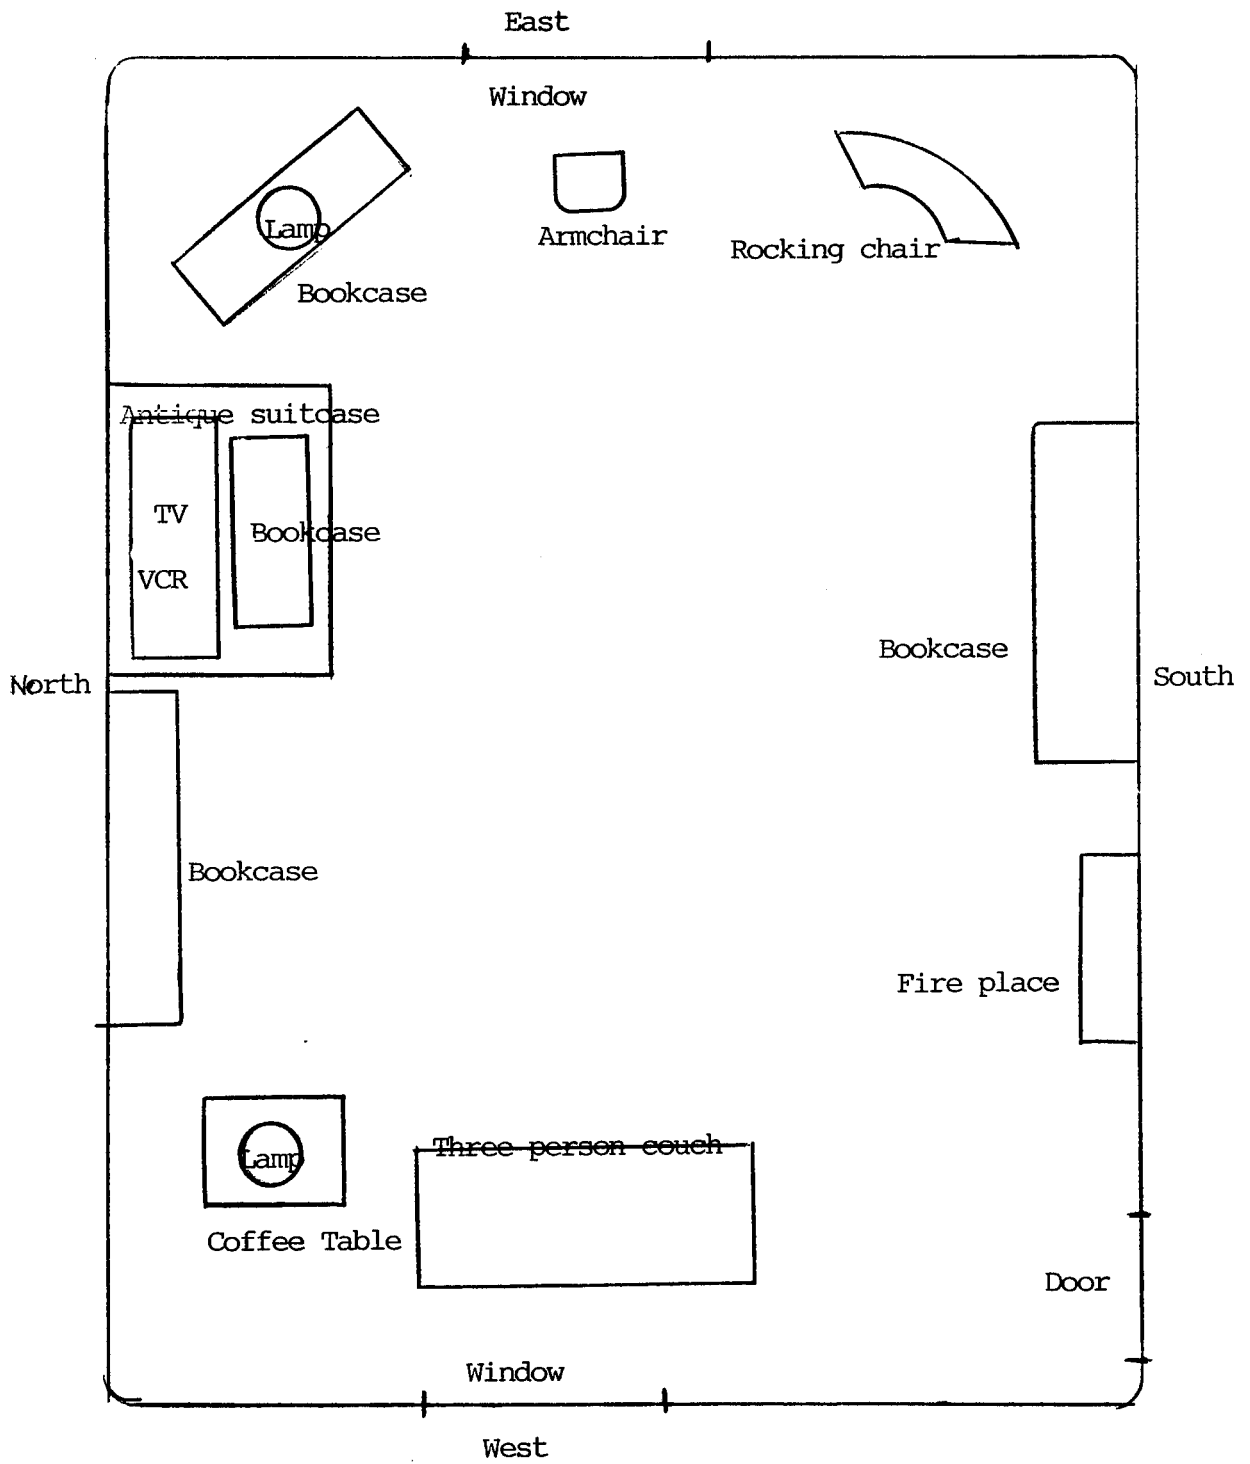 East
Window
Lamp
Armchair
Rocking chair
Bookcase
Antique suitcase
TV
Bookcase
VCR
Bookcase
North
South
Bookcase
Fire place
Three person couch
Lamp
Coffee Table
Door
Window
West